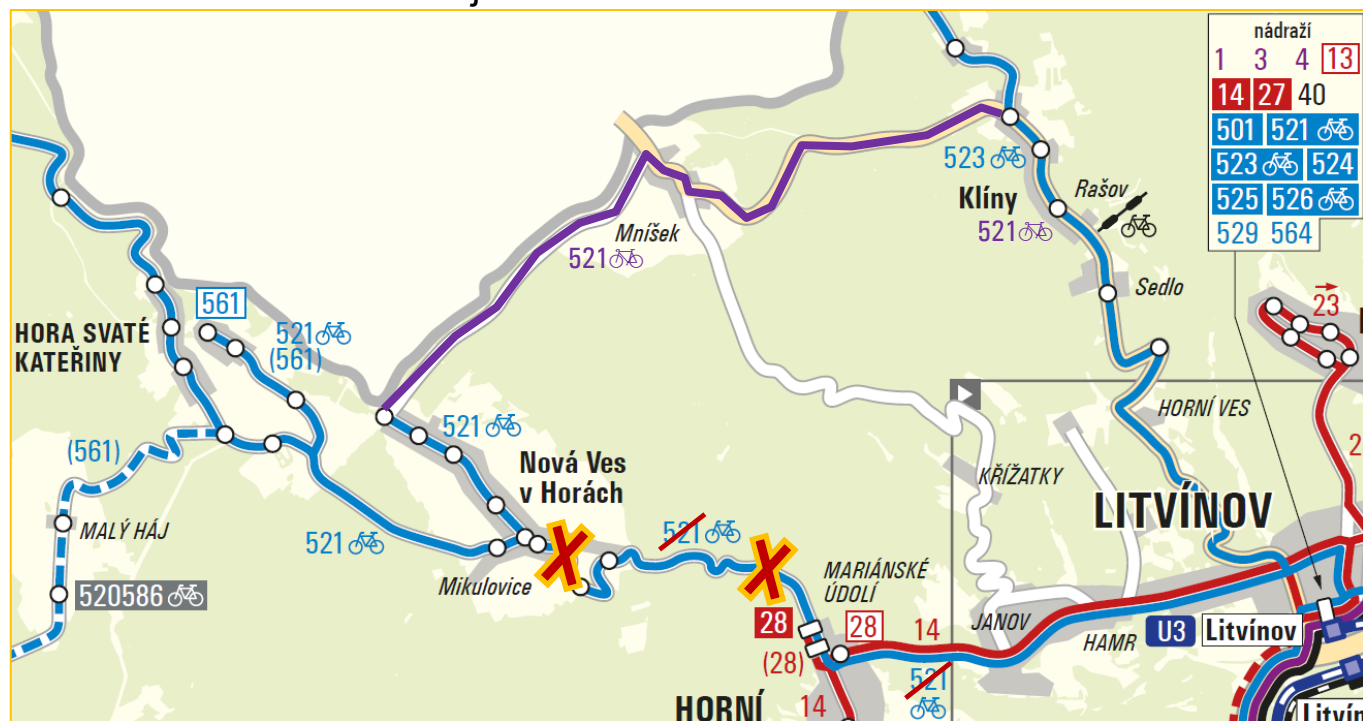 j
nádraží
1 3 4 13
14 27 40
501 521
523 524
525 526
529 564
523
Klíny
521
Rašov
Mníšek
521
Sedlo
561
521
(561)
HORA SVATÉ
KATEŘINY
23
HORNÍ VES
521
(561)
Nová Ves
v Horách
KŘÍŽATKY
LITVÍNOV
MALÝ HÁJ
521
521
Mikulovice
520586
MARIÁNSKÉ
ÚDOLÍ
28
28
14
JANOV
HAMR
U3 Litvínov
(28)
521
HORNÍ
14
Litvín